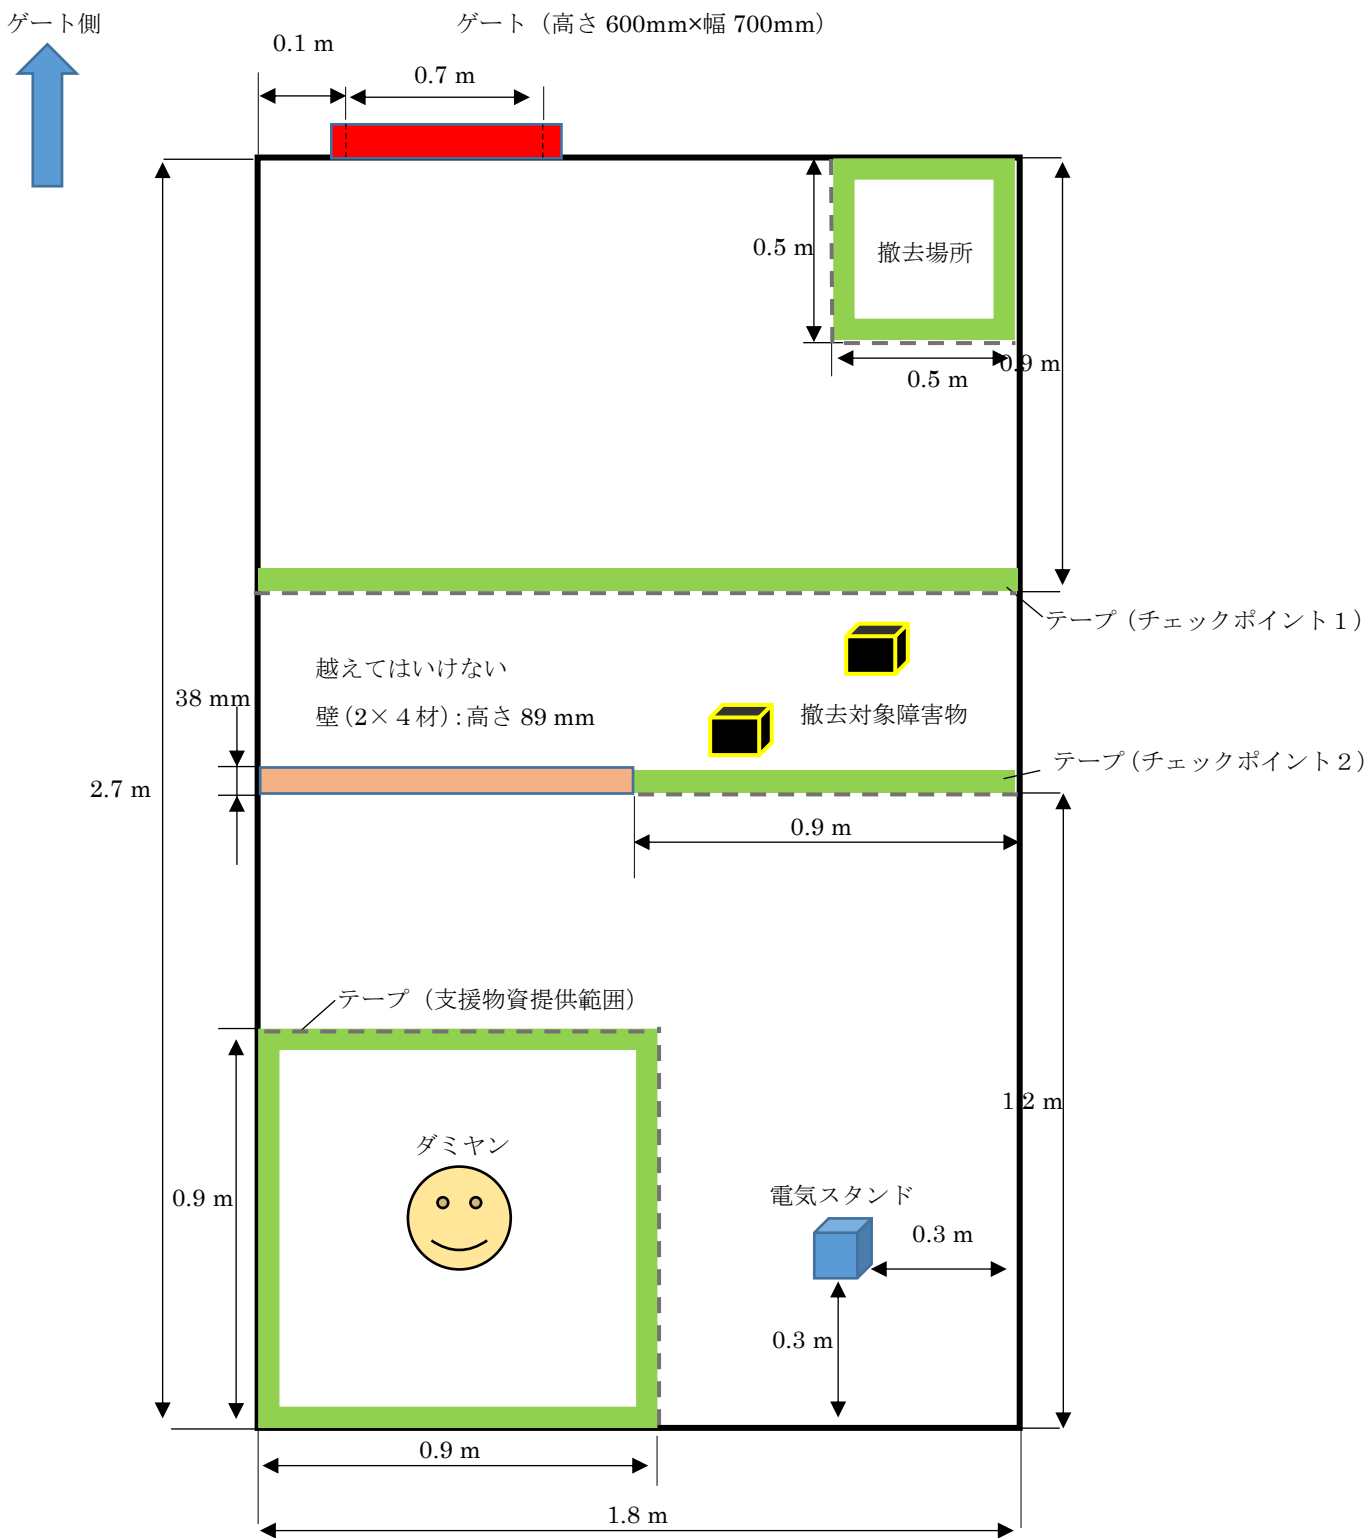 ゲート側
ゲート（高さ 600mm×幅 700mm）
0.1 m
0.7 m
0.5 m
撤去場所
0.9 m
0.5 m
テープ（チェックポイント１）
越えてはいけない
38 mm
壁（2×４材）：高さ 89 mm
撤去対象障害物
テープ（チェックポイント２）
2.7 m
0.9 m
テープ（支援物資提供範囲）
1.2 m
ダミヤン
0.9 m
電気スタンド
0.3 m
0.3 m
0.9 m
1.8 m